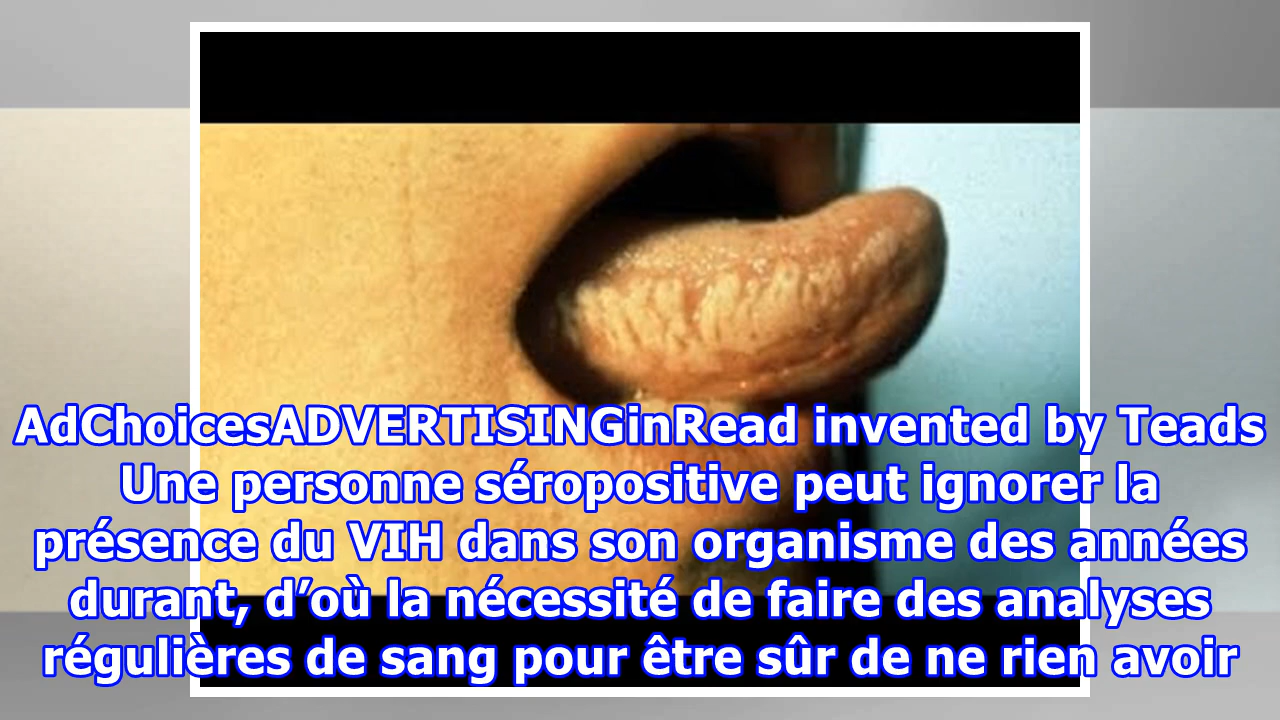 AdChoicesADVERTISINGinRead invented by Teads
Une personne séropositive peut ignorer la
présence du VIH dans son organisme des années
durant, d’où la nécessité de faire des analyses
régulières de sang pour être sûr de ne rien avoir